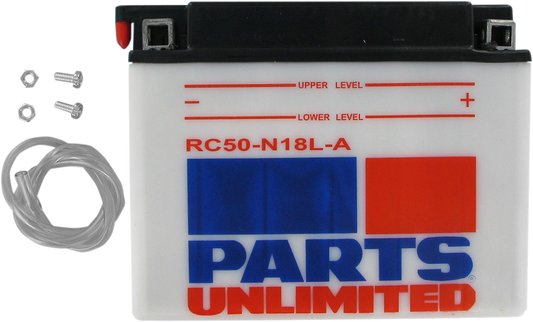 UPPER LEVEL
- +
LOWER LEVEL
RC50-N18L-A
PARTS
UNLIMITED